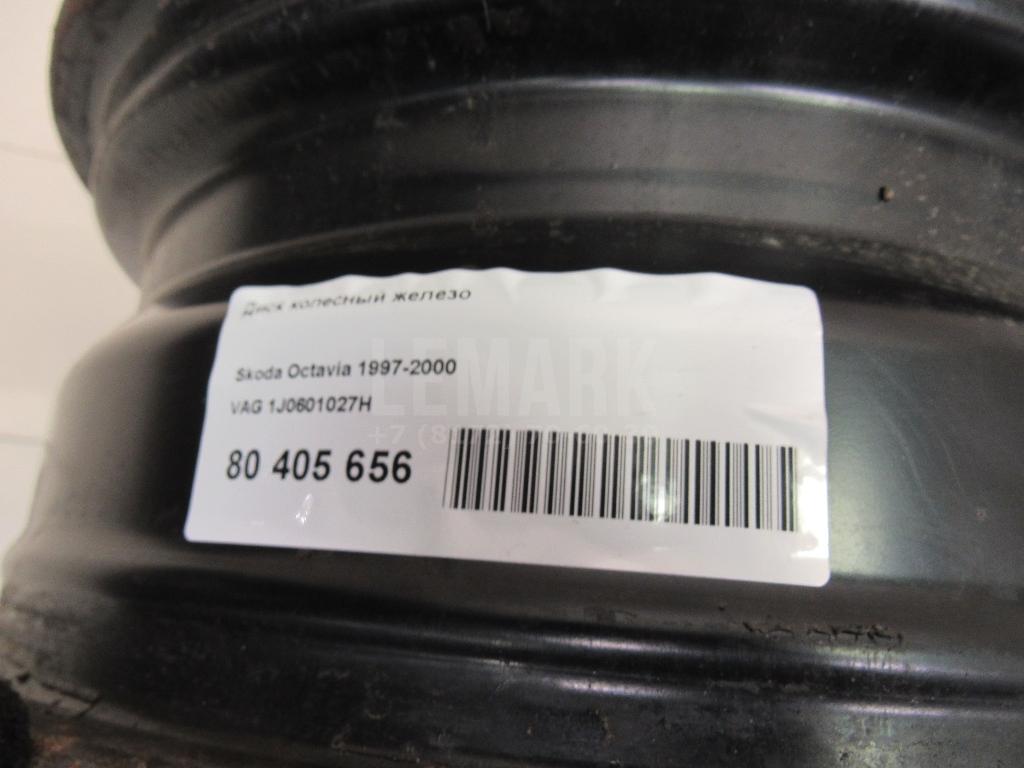 Диск колесный железо
Skoda Octavia 1997-2000
VAG 1J0601027H
LEMARK
80 405 656